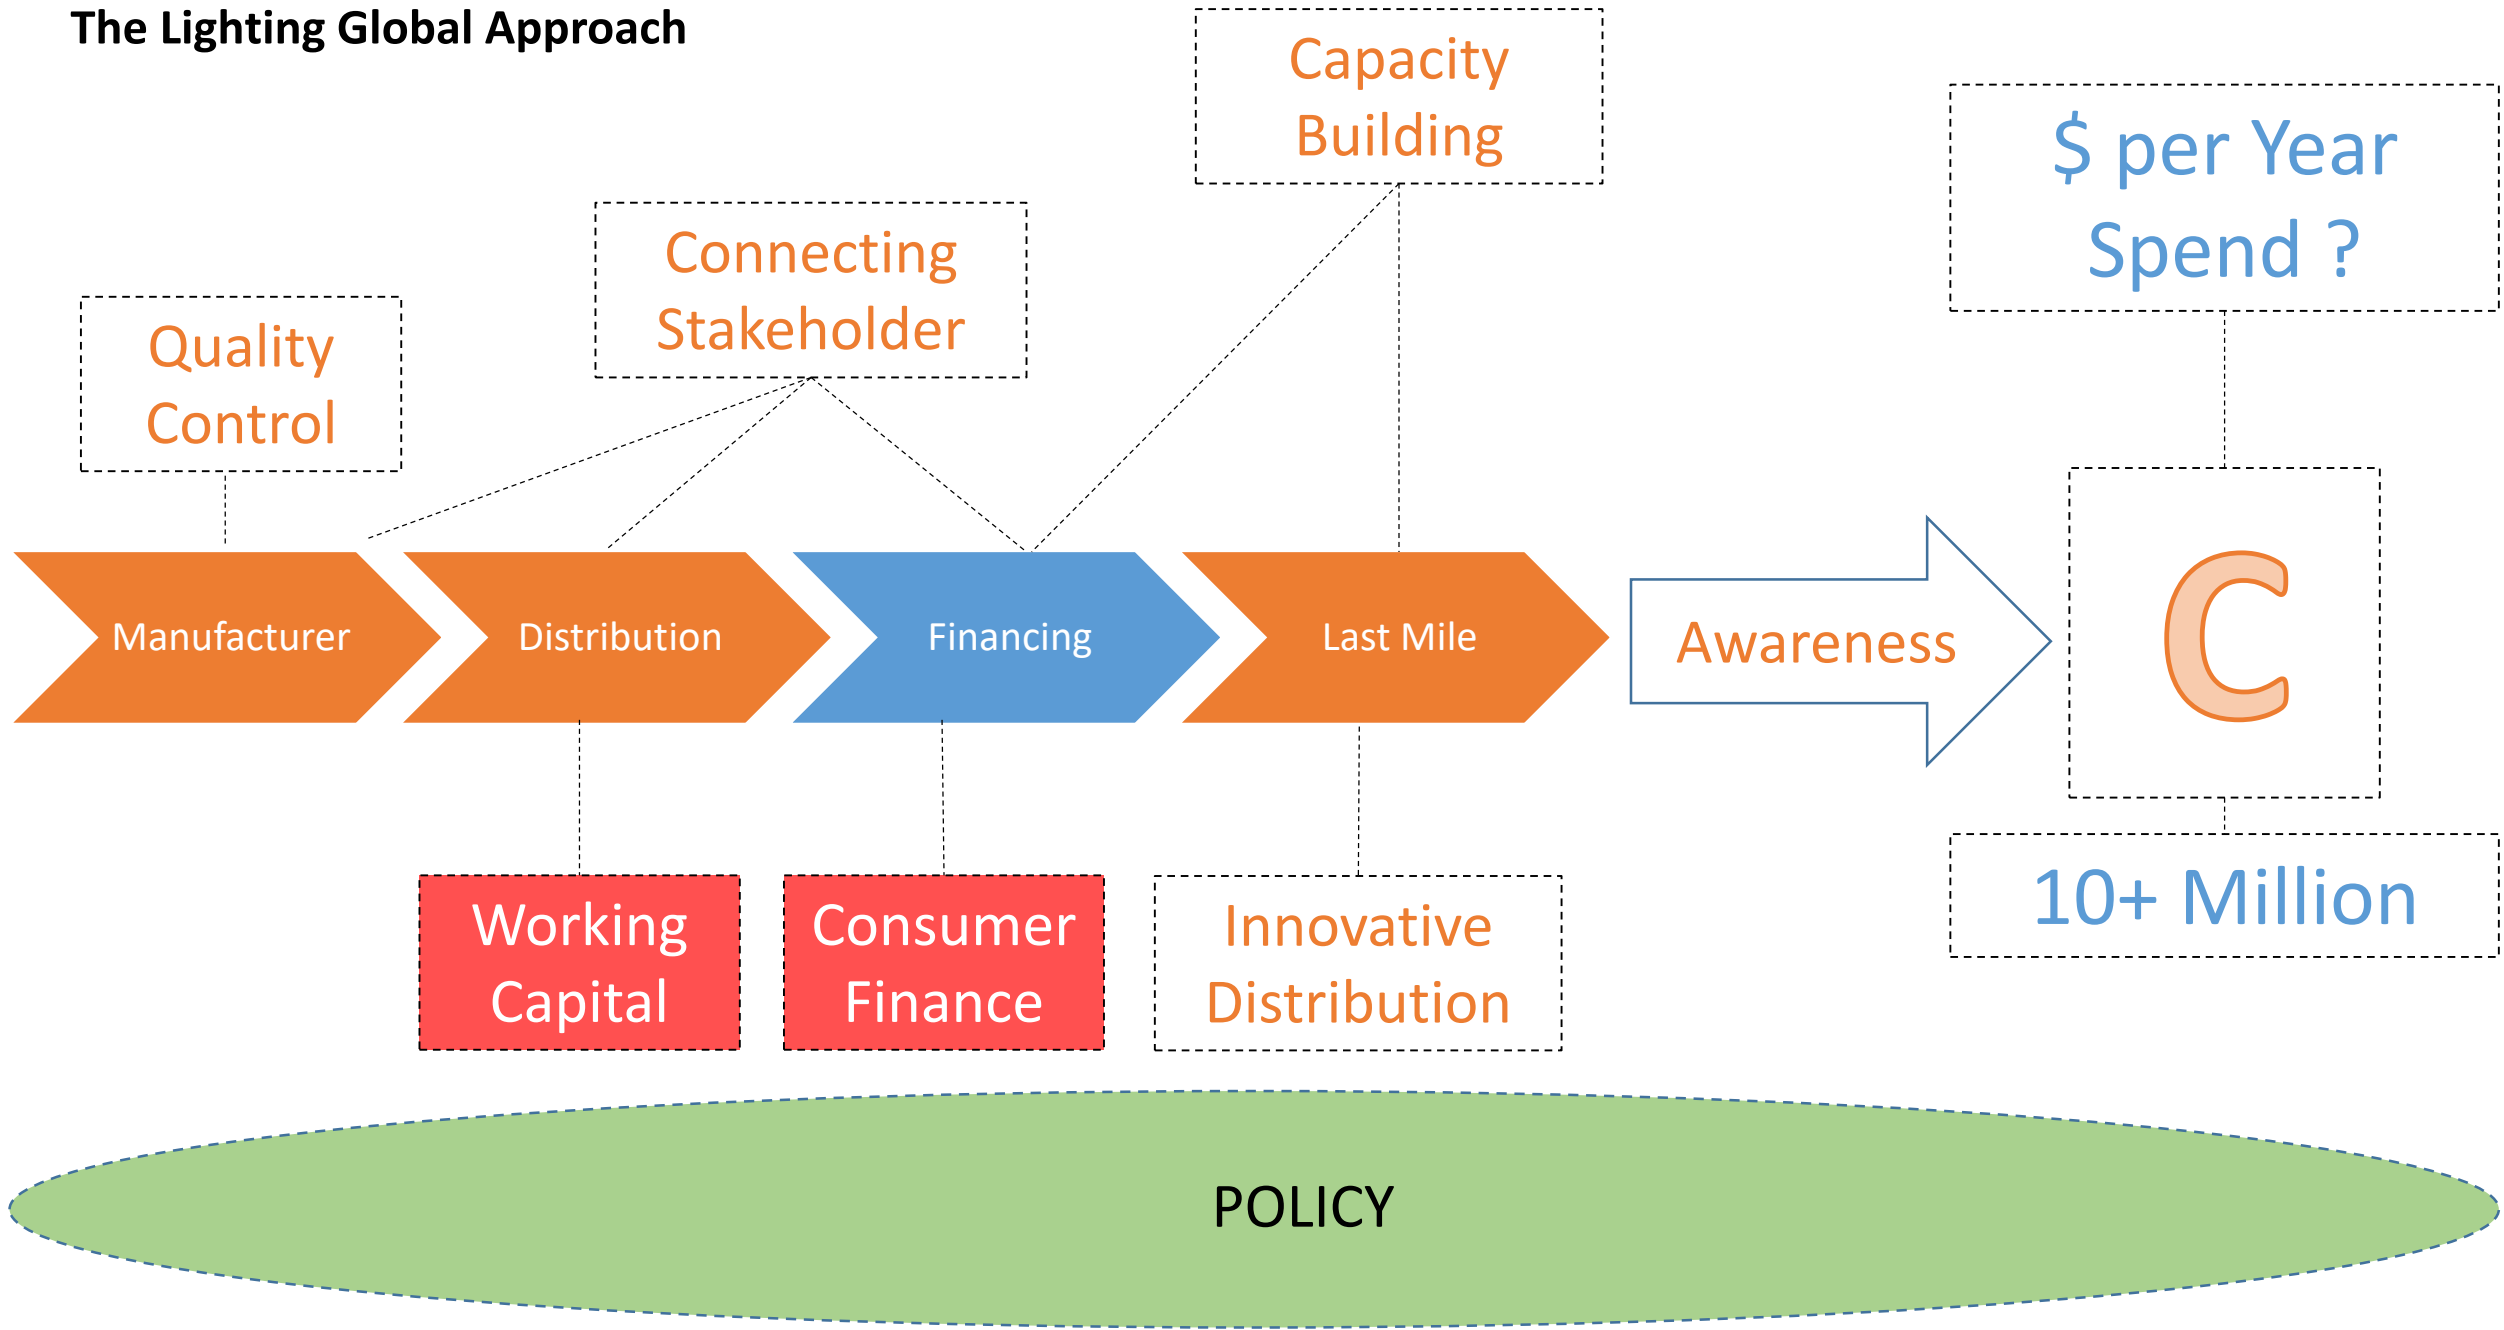 The Lighting Global  Approach
Capacity
Building
$ per Year
Spend ?
Connecting
Stakeholder
Quality
Control
Manufacturer
Distribution
Financing
Last Mile
Awareness
C
Working
Capital
Consumer
Finance
Innovative
Distribution
10+ Million
POLICY